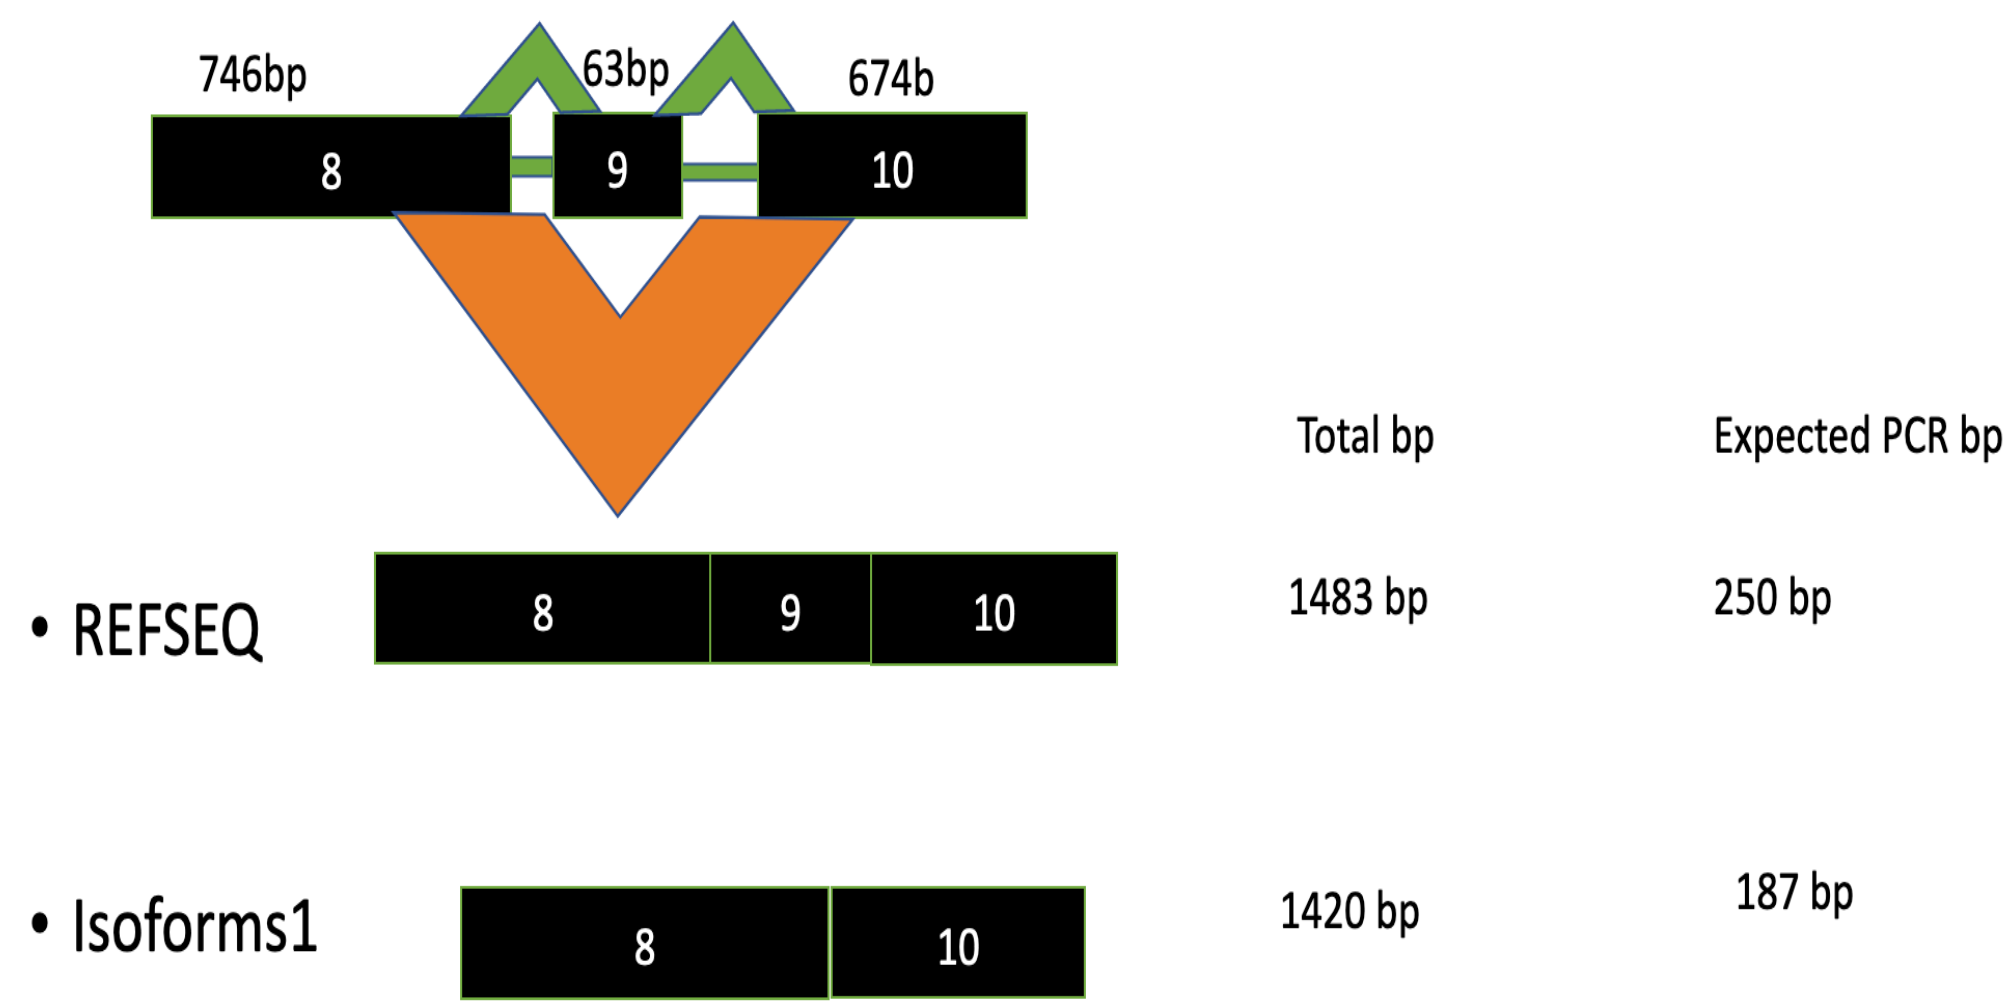 746bp
63bp
674b
8
9
10
Total bp
Expected PCR bp
• REFSEQ
8
9
10
1483 bp
250 bp
• Isoforms1
8
10
1420 bp
187 bp